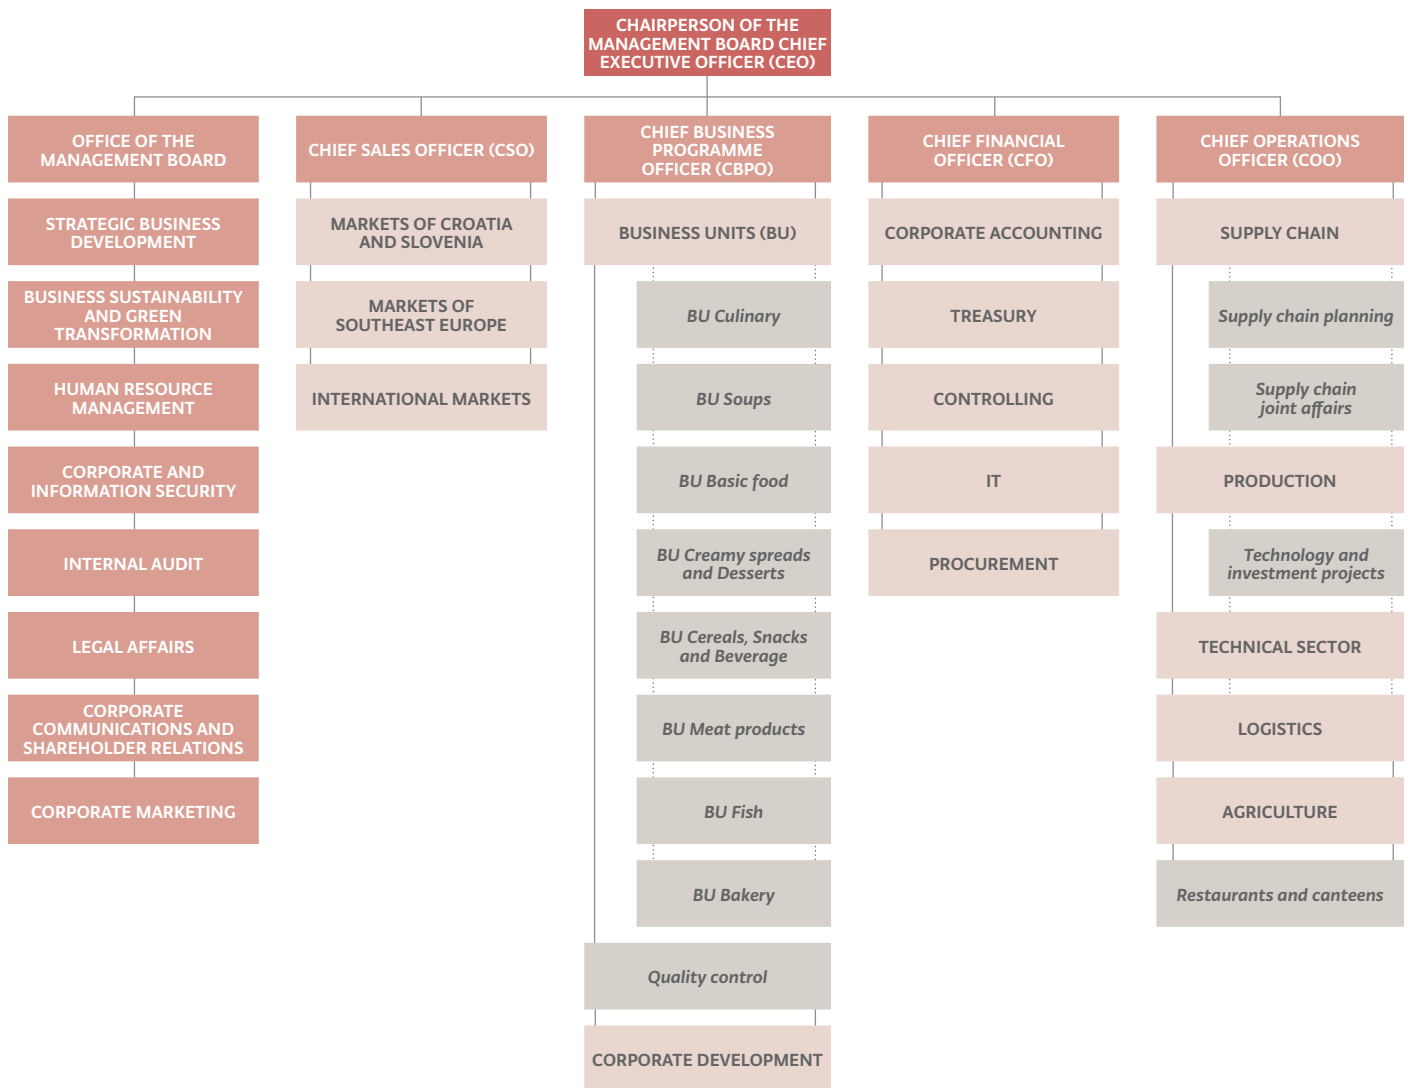 CHAIRPERSON OF THE
MANAGEMENT BOARD CHIEF
EXECUTIVE OFFICER (CEO)
OFFICE OF THE
MANAGEMENT BOARD
STRATEGIC BUSINESS
DEVELOPMENT
BUSINESS SUSTAINABILITY
AND GREEN
TRANSFORMATION
HUMAN RESOURCE
MANAGEMENT
CORPORATE AND
INFORMATION SECURITY
INTERNAL AUDIT
LEGAL AFFAIRS
CORPORATE
COMMUNICATIONS AND
SHAREHOLDER RELATIONS
CORPORATE MARKETING
CHIEF SALES OFFICER (CSO)
MARKETS OF CROATIA
AND SLOVENIA
MARKETS OF
SOUTHEAST EUROPE
INTERNATIONAL MARKETS
CHIEF BUSINESS
PROGRAMME
OFFICER (CBPO)
BUSINESS UNITS (BU)
BU Culinary
BU Soups
BU Basic food
BU Creamy spreads
and Desserts
BU Cereals, Snacks
and Beverage
BU Meat products
BU Fish
BU Bakery
Quality control
CORPORATE DEVELOPMENT
CHIEF FINANCIAL
OFFICER (CFO)
CORPORATE ACCOUNTING
TREASURY
CONTROLLING
IT
PROCUREMENT
CHIEF OPERATIONS
OFFICER (COO)
SUPPLY CHAIN
Supply chain planning
Supply chain
joint affairs
PRODUCTION
Technology and
investment projects
TECHNICAL SECTOR
LOGISTICS
AGRICULTURE
Restaurants and canteens